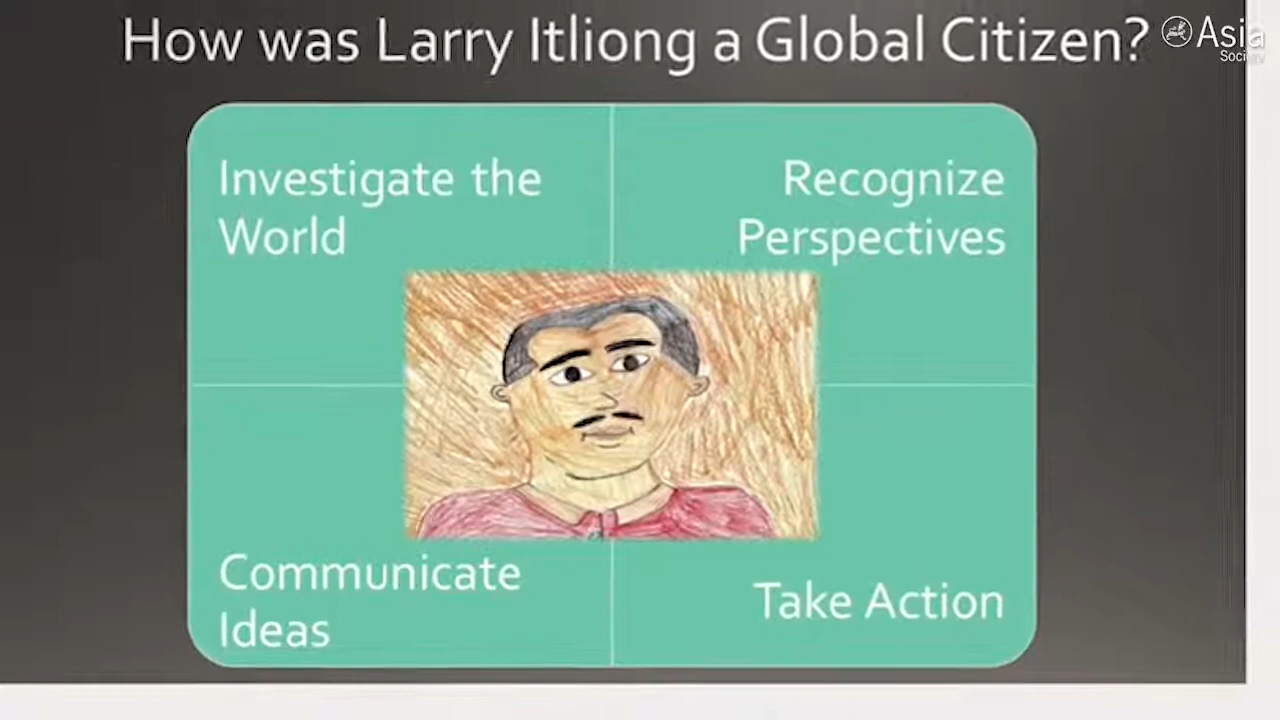 How was Larry Itliong a Global Citizen?
Asia
Society
Investigate the
World
Recognize
Perspectives
Communicate
Ideas
Take Action